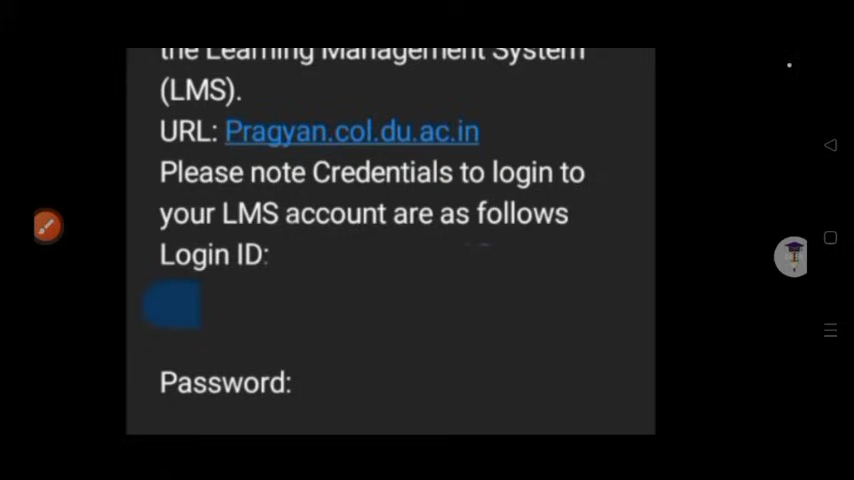 the Learning Management System
(LMS).
URL: Pragyan.col.du.ac.in
Please note Credentials to login to
your LMS account are as follows
Login ID:
Password: